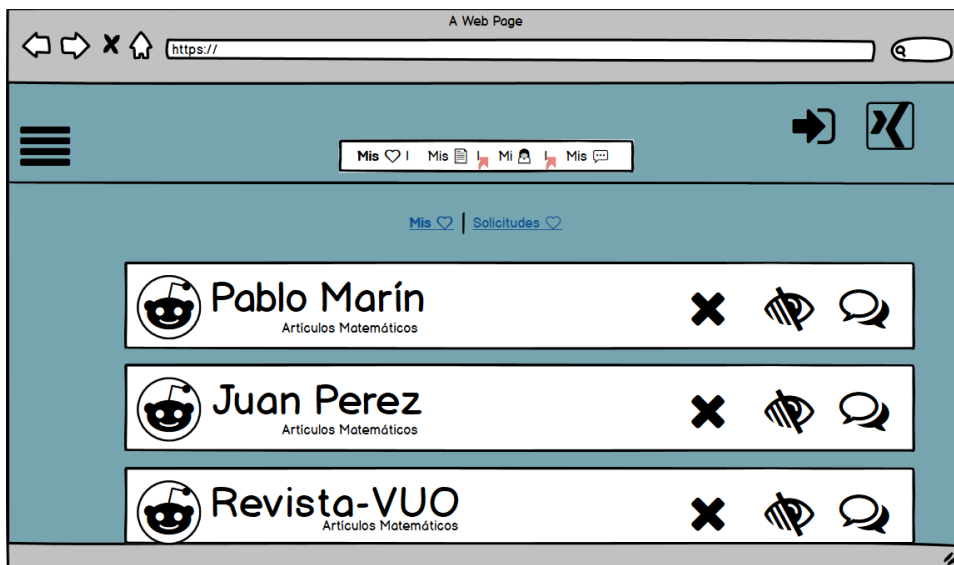 A Web Page
https://
Mis | Mis | Mi | Mis
Mis | Solicitudes
Pablo Marín
Artículos Matemáticos
Juan Perez
Artículos Matemáticos
Revista-VUO
Artículos Matemáticos